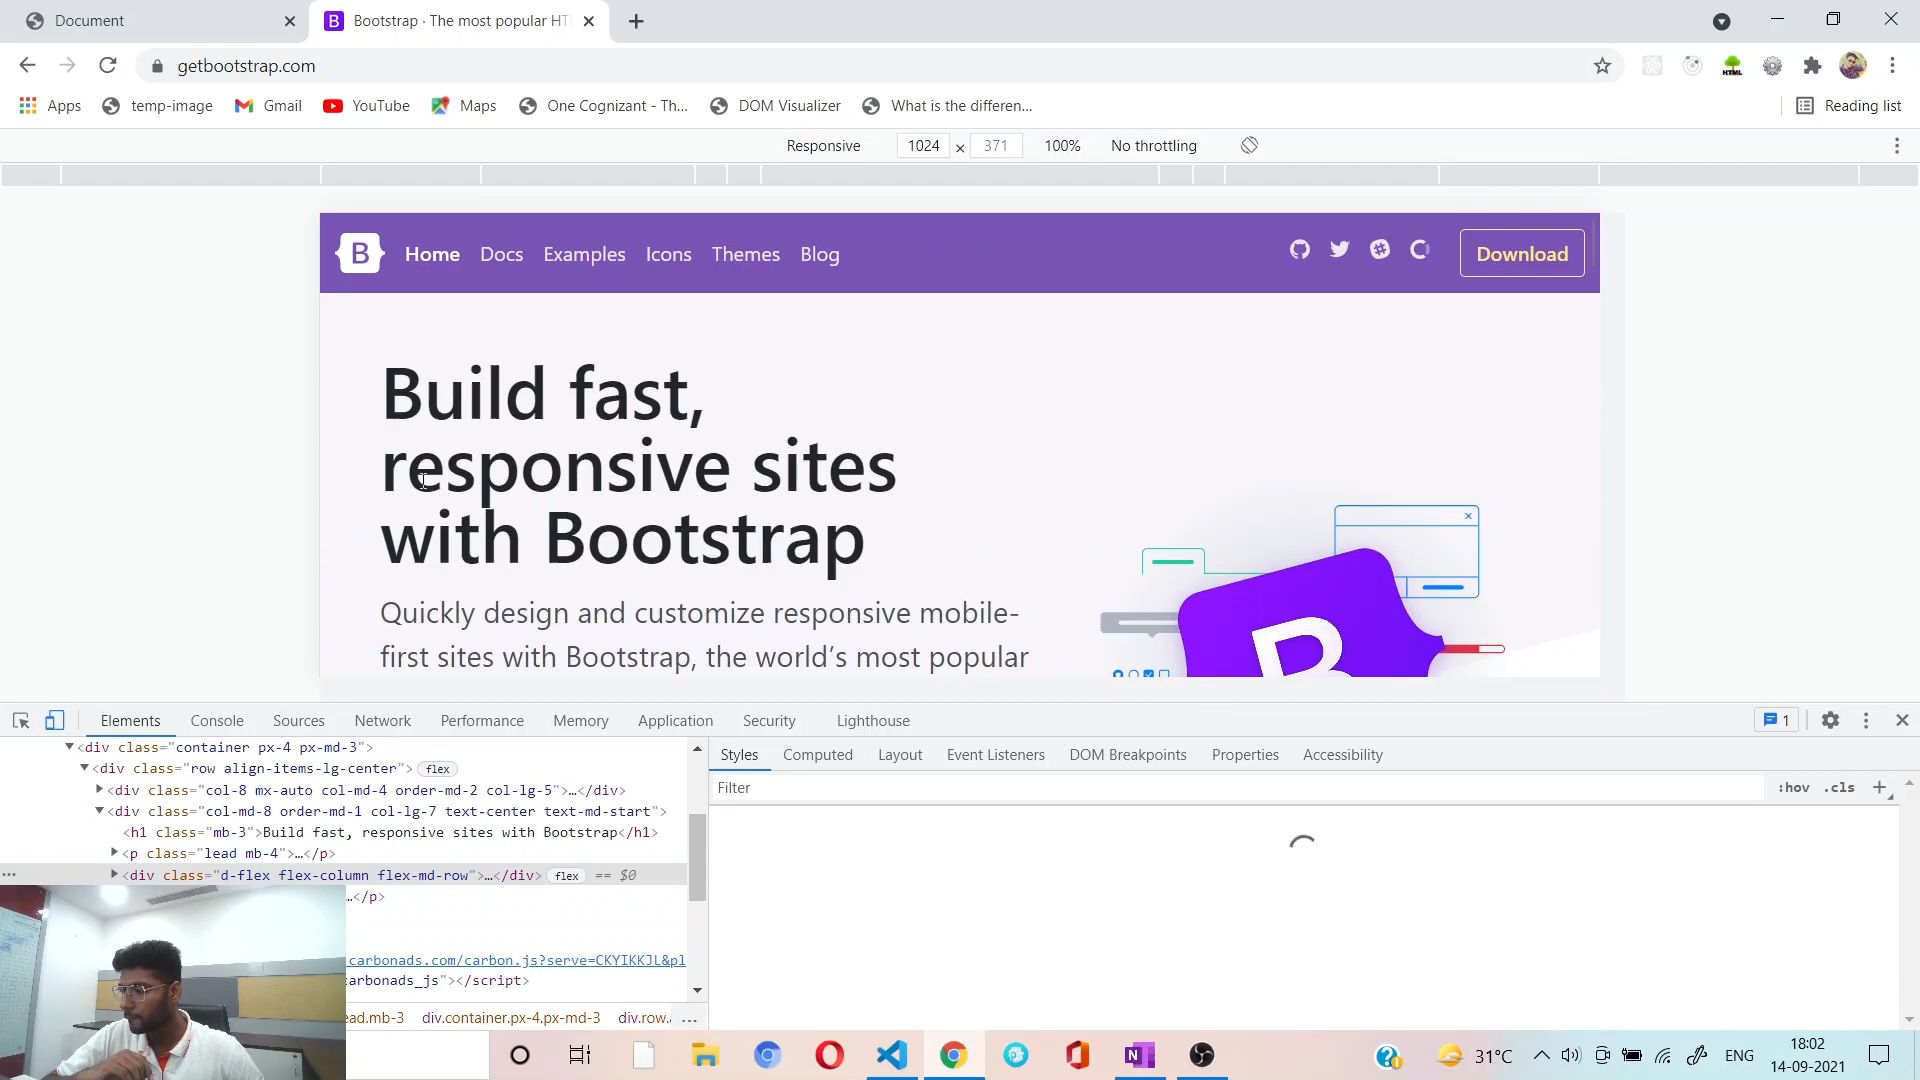 Document
Bootstrap · The most popular HT
getbootstrap.com
Apps temp-image Gmail YouTube Maps One Cognizant - Th... DOM Visualizer What is the differen... Reading list
Responsive 1024 × 371 100% No throttling
B Home Docs Examples Icons Themes Blog Download
Build fast,
responsive sites
with Bootstrap
Quickly design and customize responsive mobile-
first sites with Bootstrap, the world’s most popular
B
Elements Console Sources Network Performance Memory Application Security Lighthouse 1
<div class="container px-4 px-md-3">
<div class="row align-items-lg-center"> flex
<div class="col-8 mx-auto col-md-4 order-md-2 col-lg-5">…</div>
<div class="col-md-8 order-md-1 col-lg-7 text-center text-md-start">
<h1 class="mb-3">Build fast, responsive sites with Bootstrap</h1>
<p class="lead mb-4">…</p>
<div class="d-flex flex-column flex-md-row">…</div> flex == $0
…</p>
carbonads.com/carbon.js?serve=CKYIKKJL&pl
arbonads_js"></script>
ead.mb-3 div.container.px-4.px-md-3 div.row.a ...
Styles Computed Layout Event Listeners DOM Breakpoints Properties Accessibility
Filter :hov .cls +
31°C ENG 18:02
14-09-2021